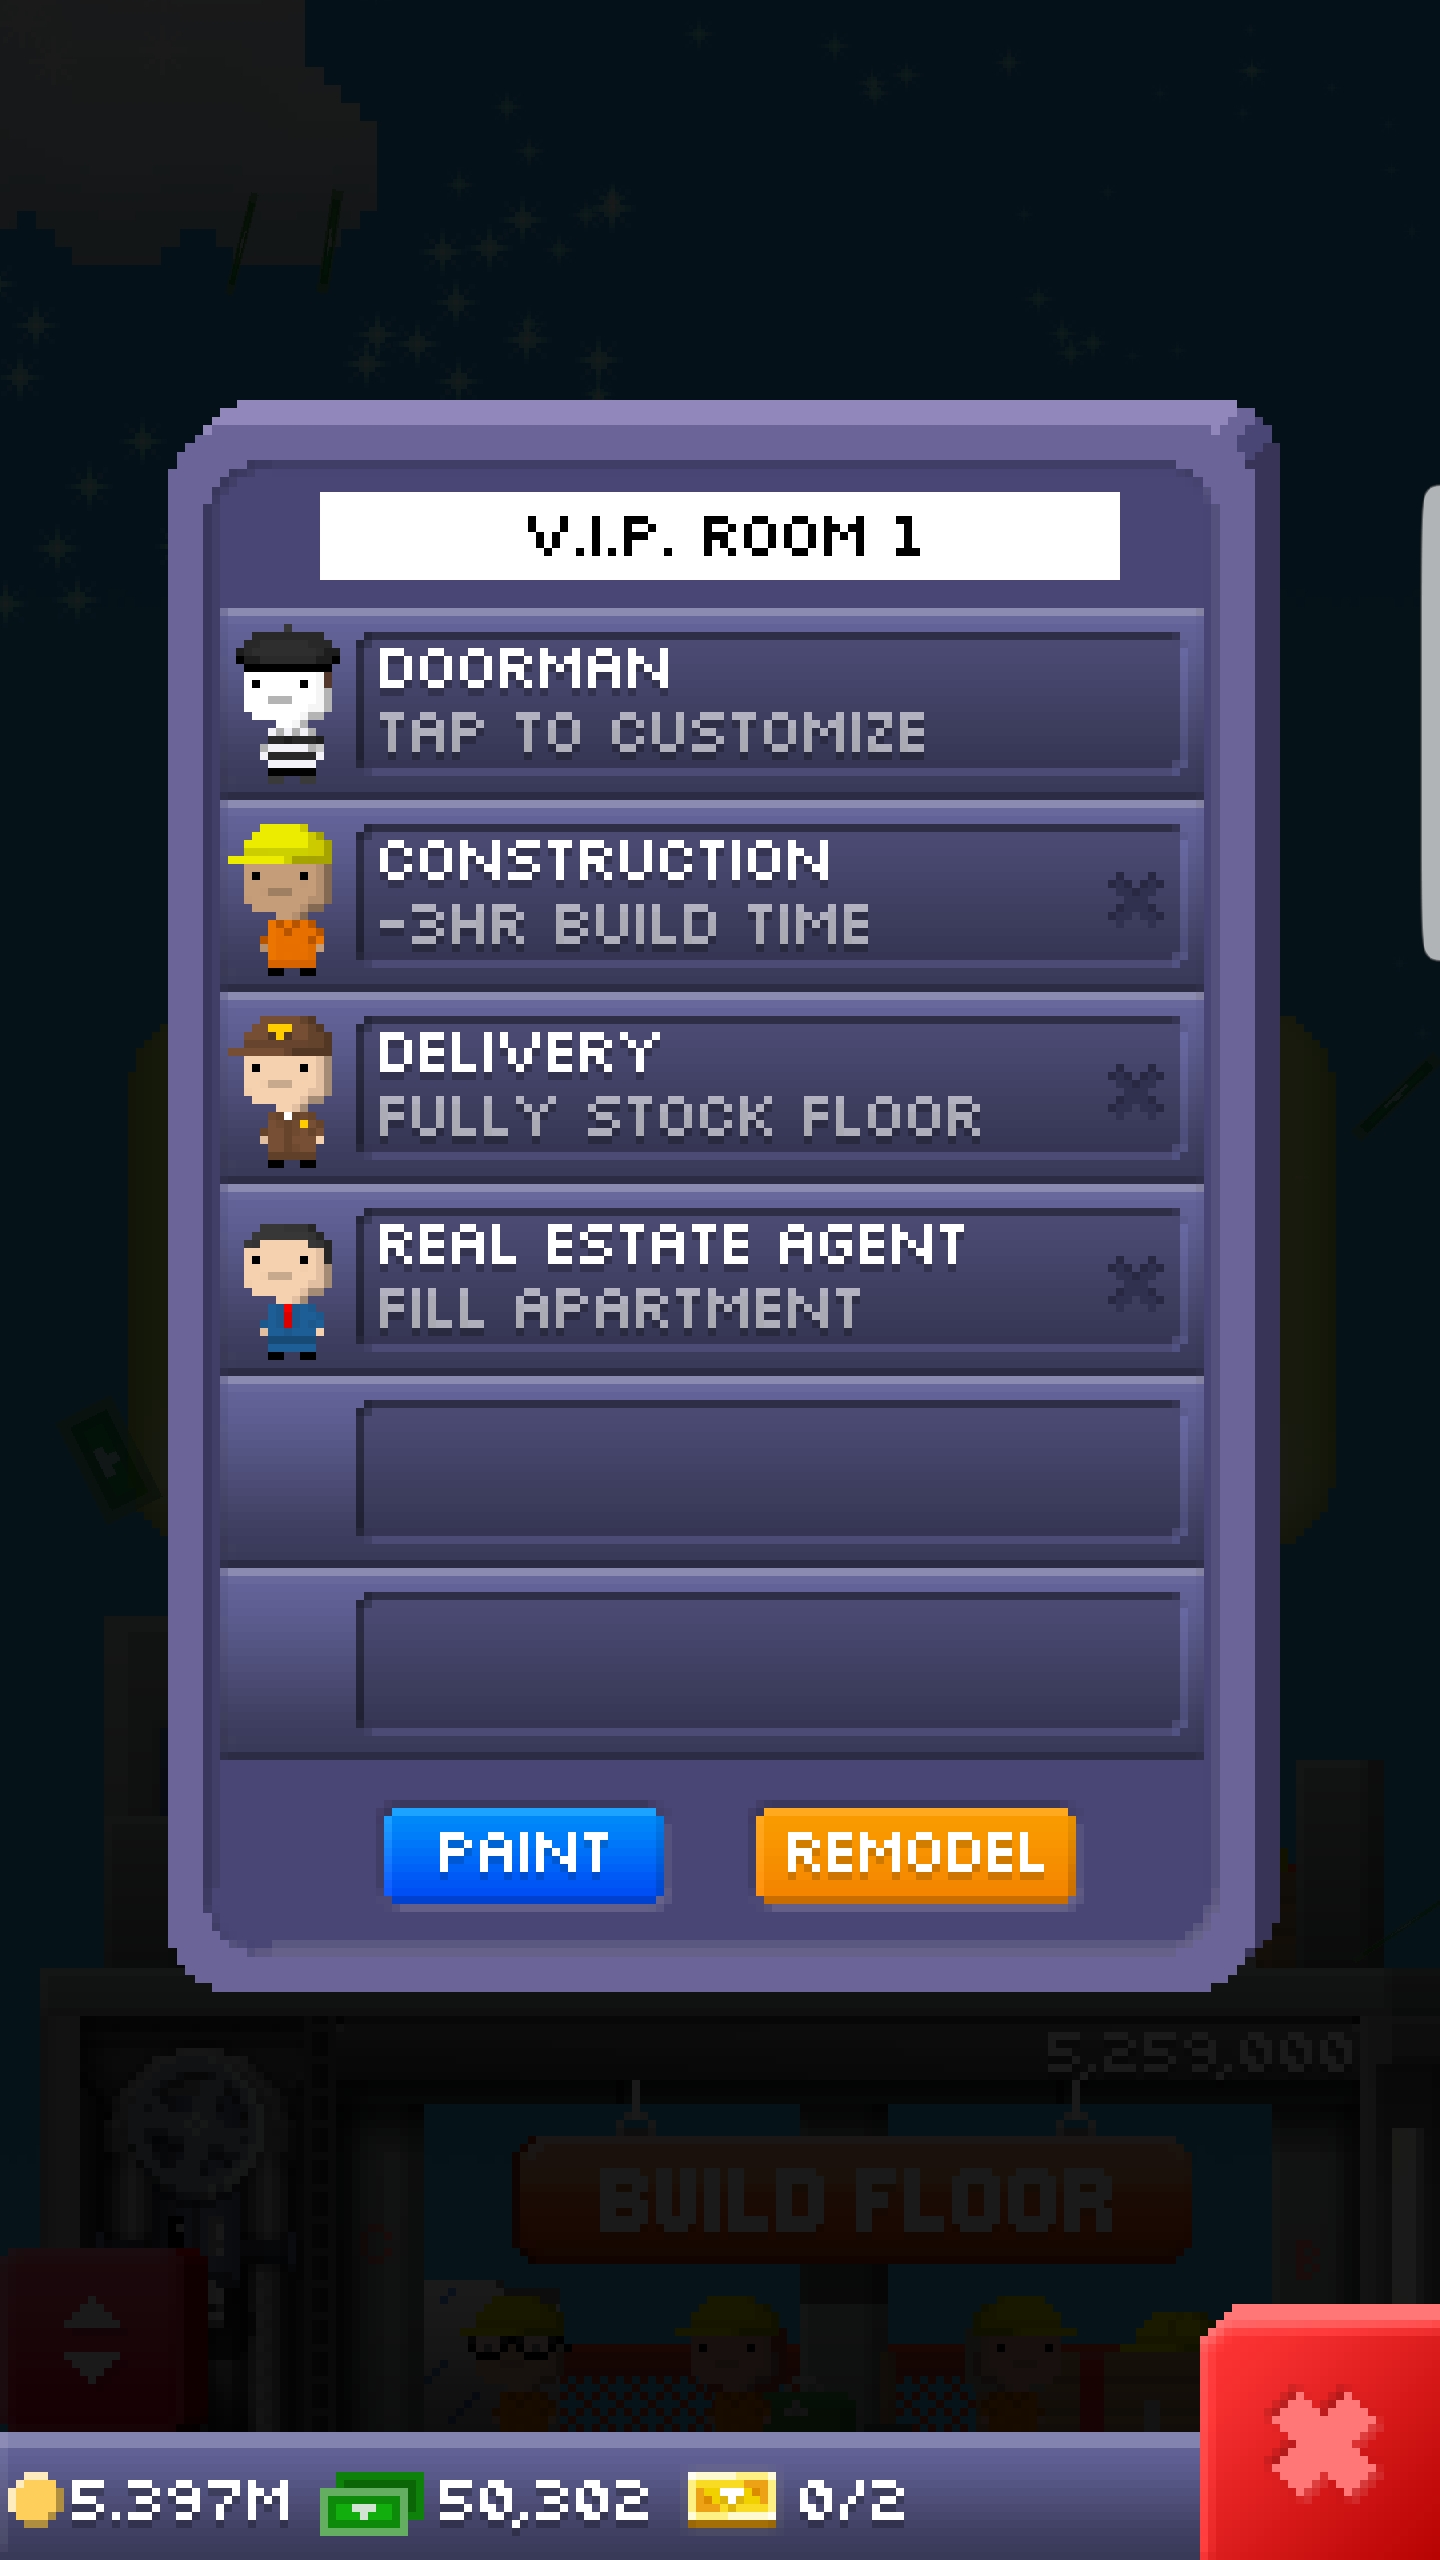 V.I.P. ROOM 1
DOORMAN
TAP TO CUSTOMIZE
CONSTRUCTION
-3HR BUILD TIME
DELIVERY
FULLY STOCK FLOOR
REAL ESTATE AGENT
FILL APARTMENT
PAINT
REMODEL
5,259,000
BUILD FLOOR
5.397M
50,302
0/2